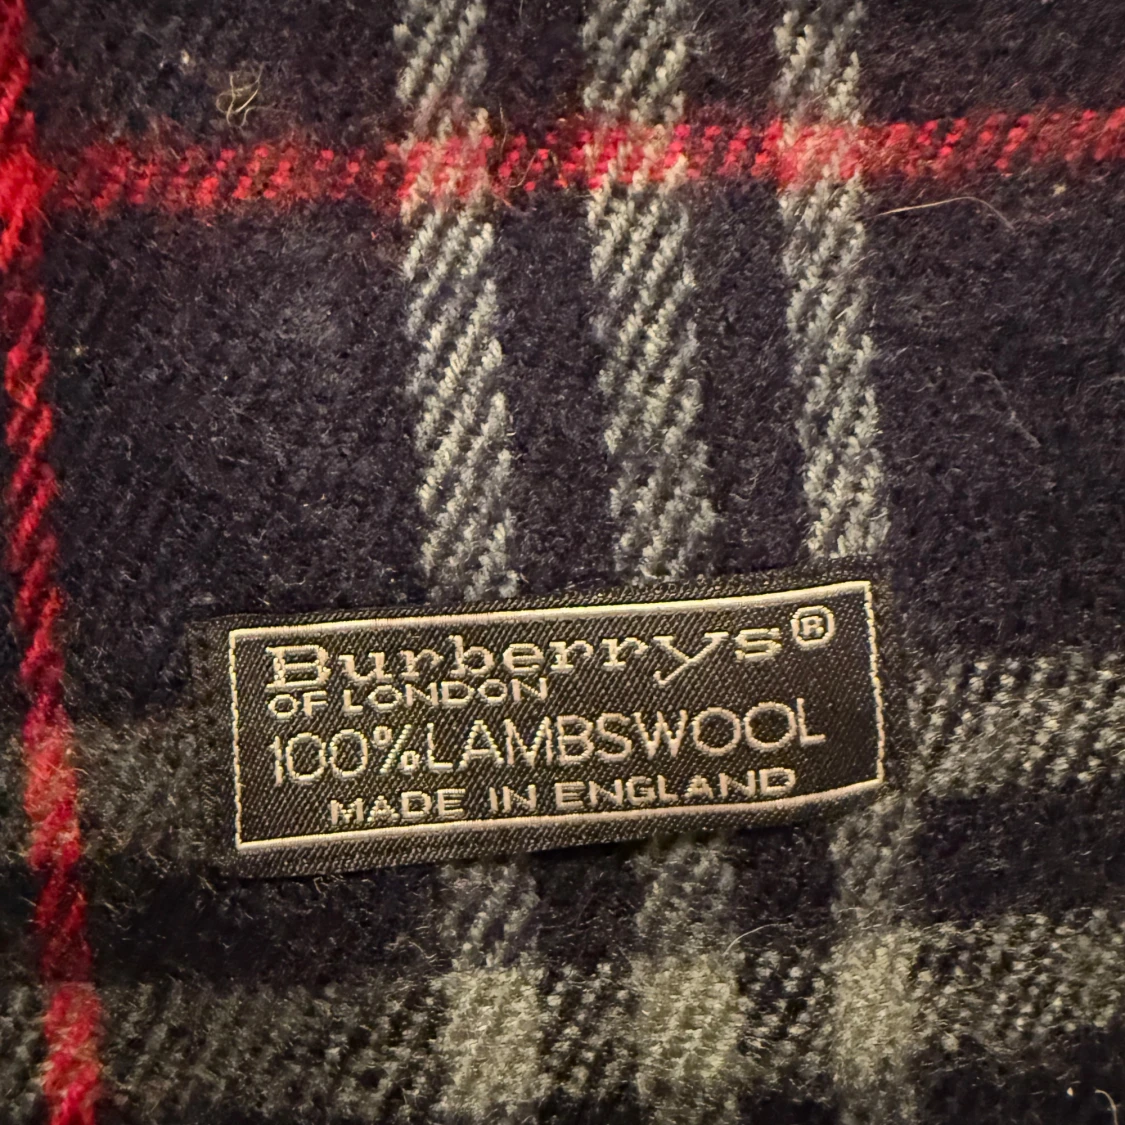 Burberrys®
OF LONDON
100% LAMBSWOOL
MADE IN ENGLAND